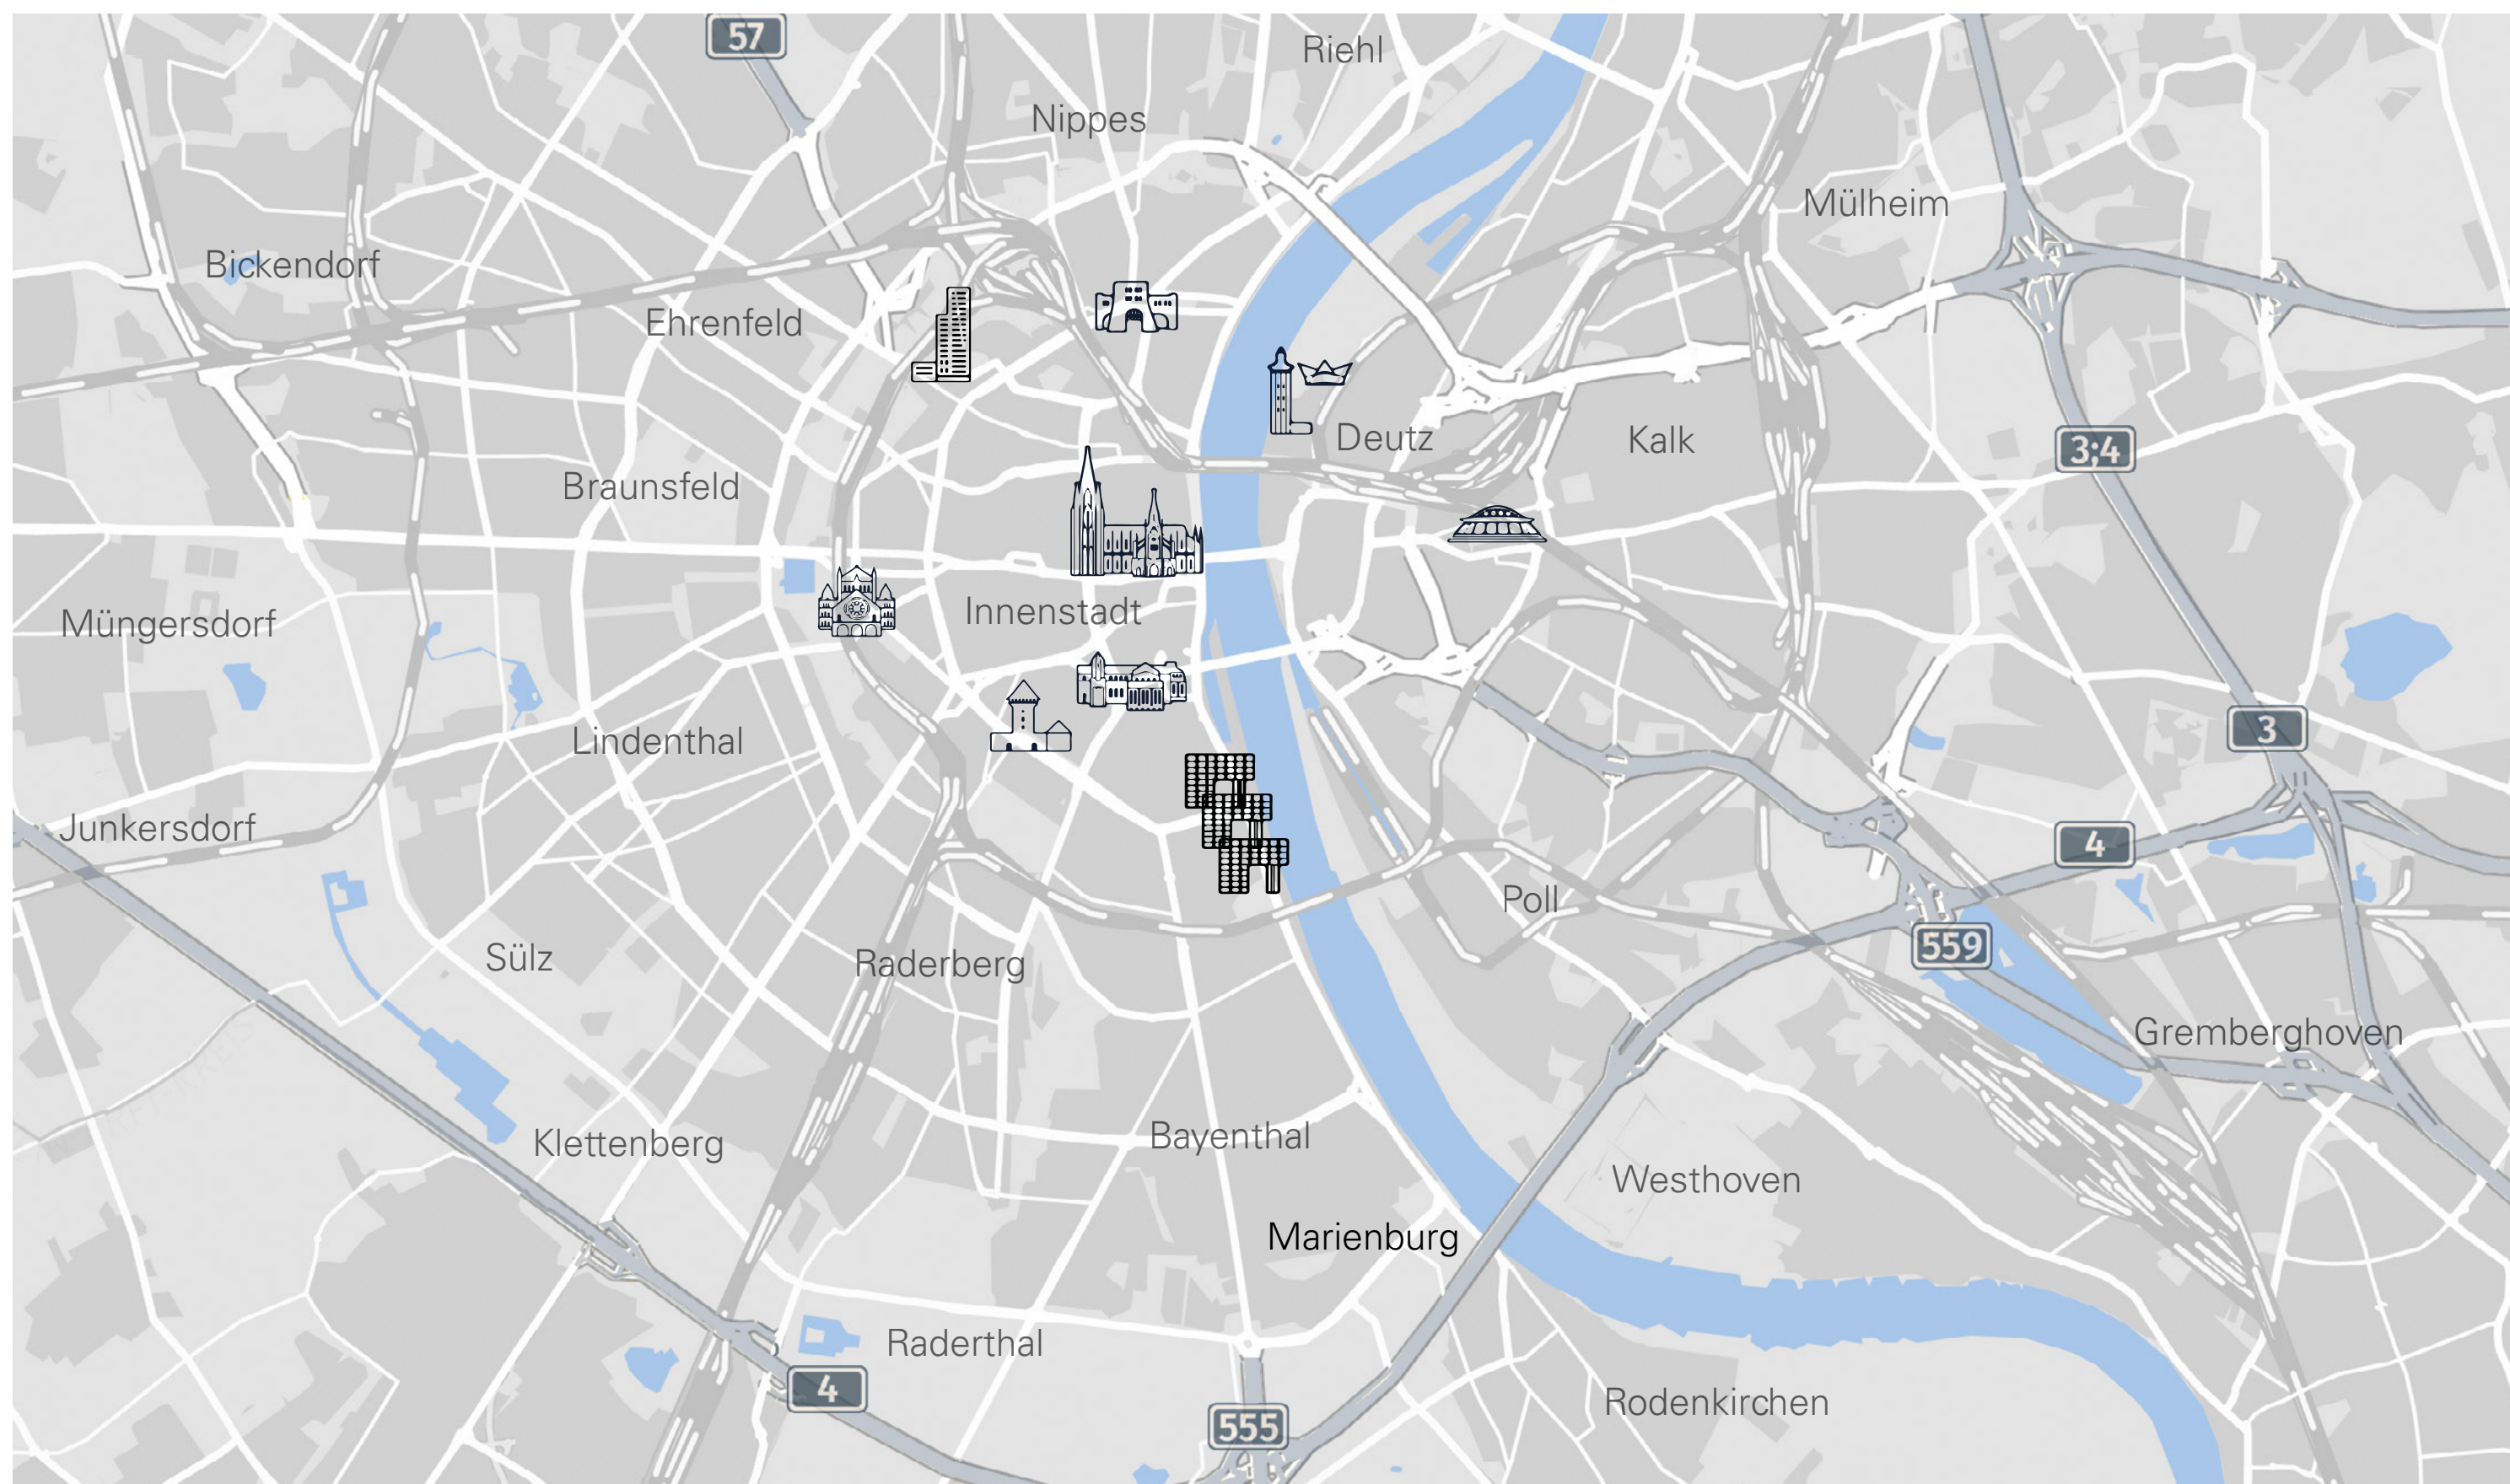 57
Riehl
Nippes
Mülheim
Bickendorf
Ehrenfeld
Deutz
Kalk
3;4
Braunsfeld
Innenstadt
Müngersdorf
3
Lindenthal
Junkersdorf
4
Poll
559
Sülz
Raderberg
Gremberghoven
Klettenberg
Bayenthal
Westhoven
Marienburg
Raderthal
4
Rodenkirchen
555